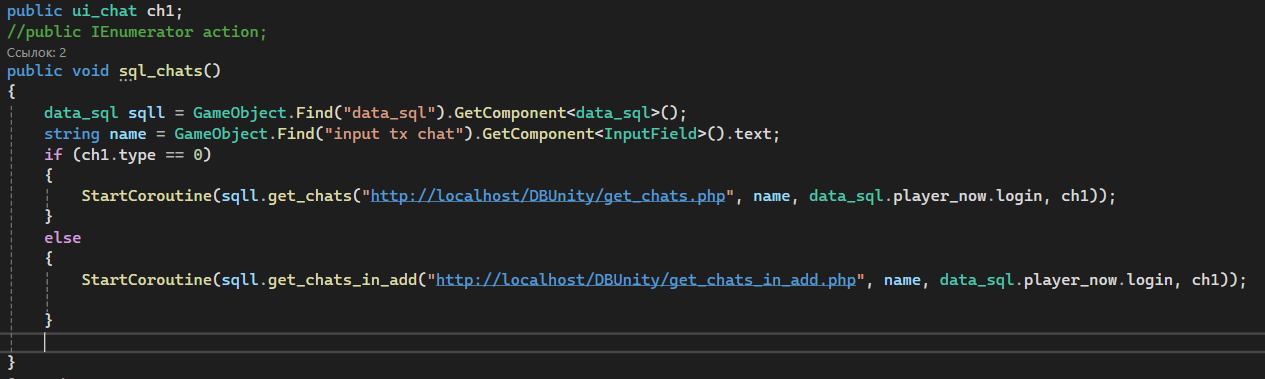 public ui_chat ch1;
//public IEnumerator action;
Ссылок: 2
public void sql_chats()
{
data_sql sqll = GameObject.Find("data_sql").GetComponent<data_sql>();
string name = GameObject.Find("input tx chat").GetComponent<InputField>().text;
if (ch1.type == 0)
{
StartCoroutine(sqll.get_chats("http://localhost/DBUnity/get_chats.php", name, data_sql.player_now.login, ch1));
}
else
{
StartCoroutine(sqll.get_chats_in_add("http://localhost/DBUnity/get_chats_in_add.php", name, data_sql.player_now.login, ch1));
}
}